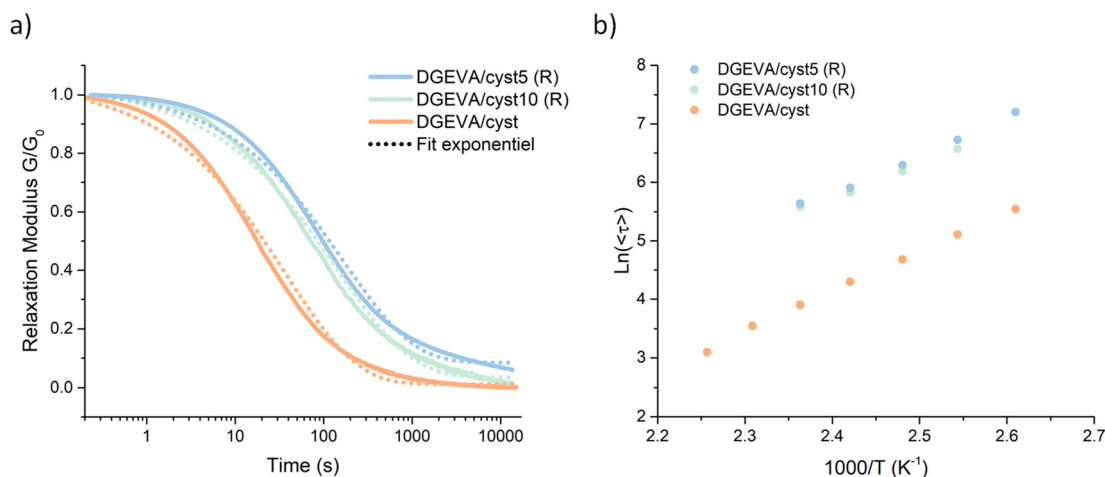 a)
DGEVA/cyst5 (R)
DGEVA/cyst10 (R)
DGEVA/cyst
Fit exponentiel
Relaxation Modulus G/G₀
1.0
0.8
0.6
0.4
0.2
0.0
1
10
100
1000
10000
Time (s)
b)
DGEVA/cyst5 (R)
DGEVA/cyst10 (R)
DGEVA/cyst
Ln(<τ>)
8
7
6
5
4
3
2
2.2
2.3
2.4
2.5
2.6
2.7
1000/T (K⁻¹)